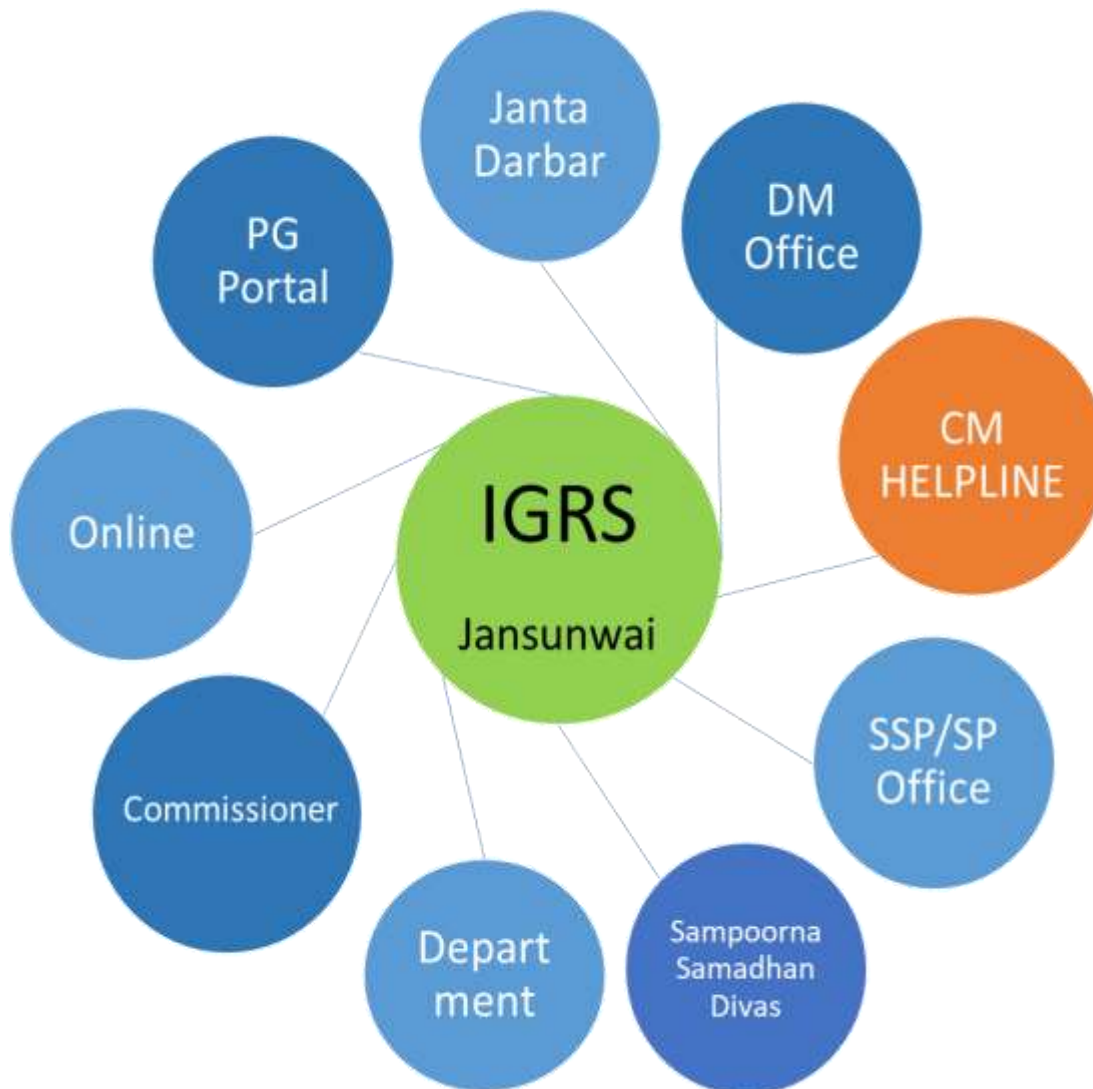 Janta
Darbar
DM
Office
PG
Portal
CM
HELPLINE
Online
IGRS
Jansunwai
SSP/SP
Office
Commissioner
Depart
ment
Sampoorna
Samadhan
Divas